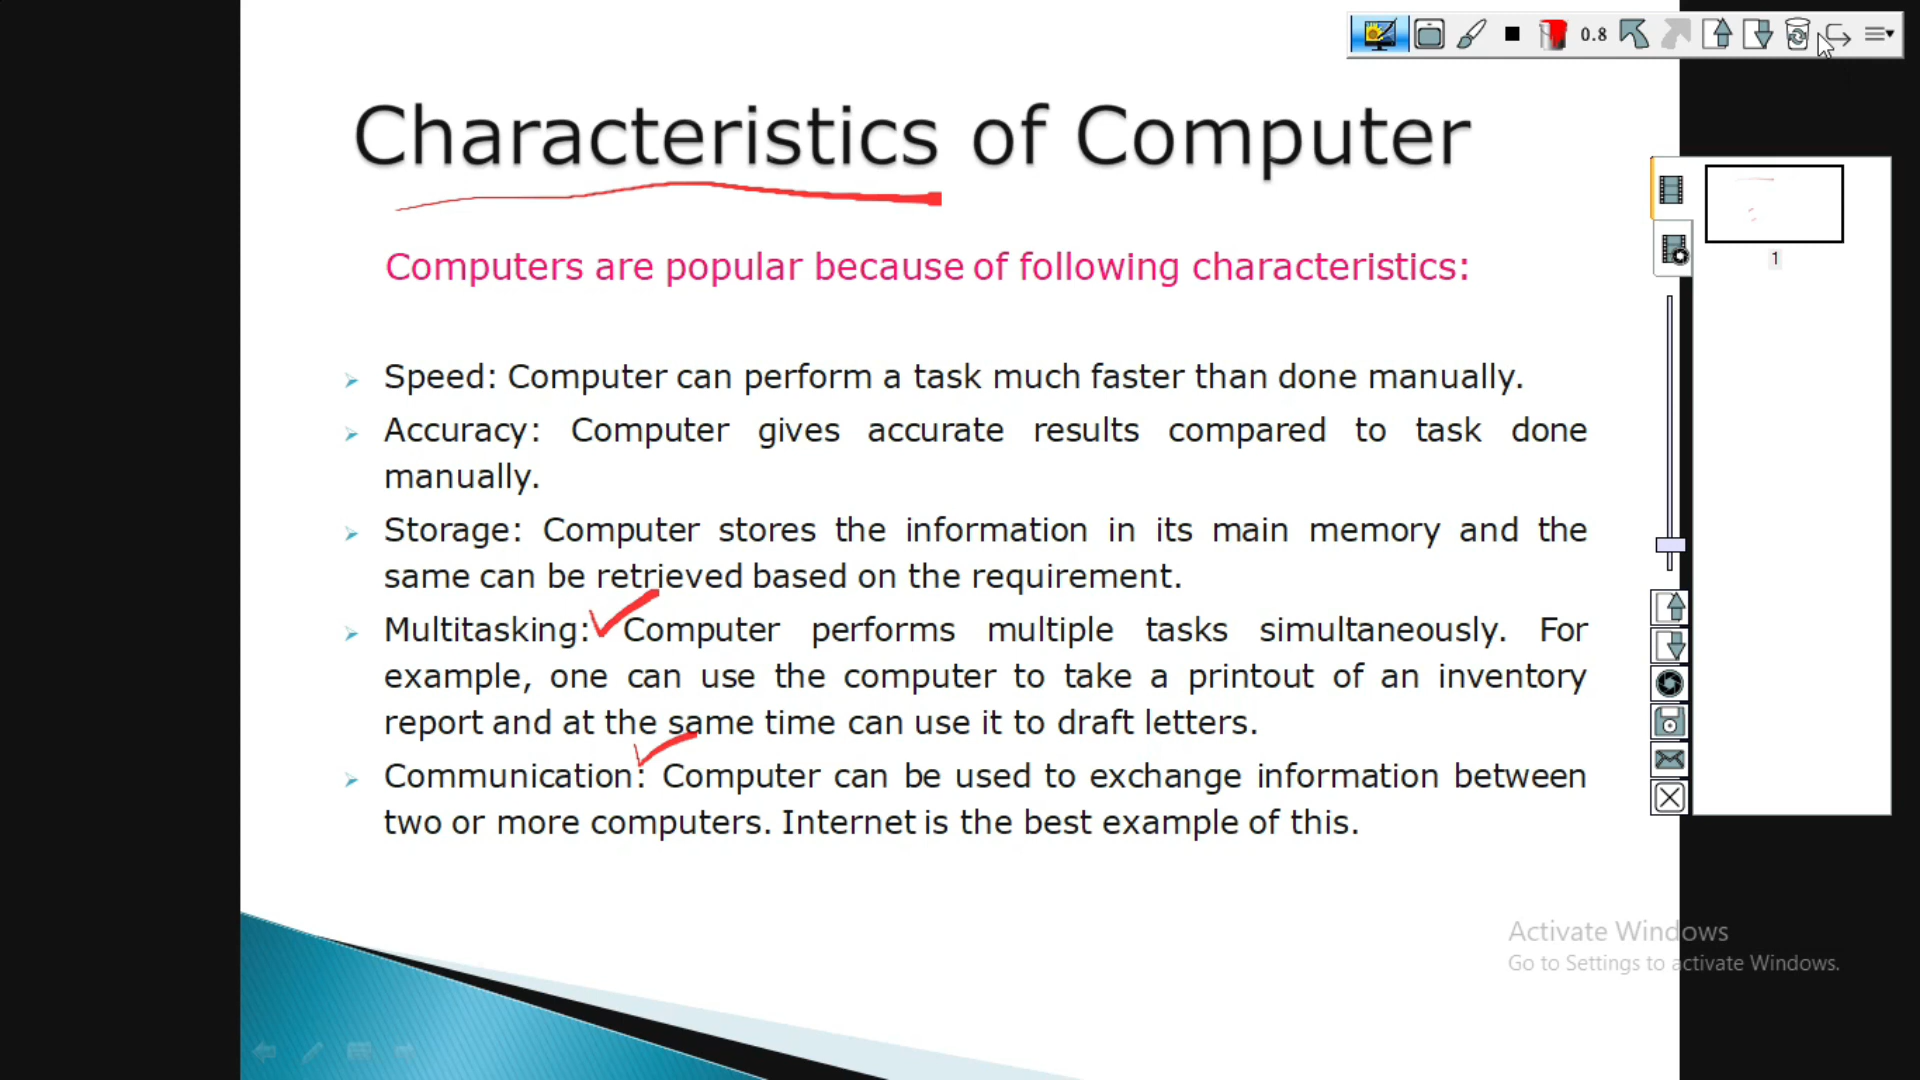 0.8
Characteristics of Computer
Computers are popular because of following characteristics:
1
Speed: Computer can perform a task much faster than done manually.
Accuracy: Computer gives accurate results compared to task done
manually.
Storage: Computer stores the information in its main memory and the
same can be retrieved based on the requirement.
Multitasking: Computer performs multiple tasks simultaneously. For
example, one can use the computer to take a printout of an inventory
report and at the same time can use it to draft letters.
Communication: Computer can be used to exchange information between
two or more computers. Internet is the best example of this.
Activate Windows
Go to Settings to activate Windows.